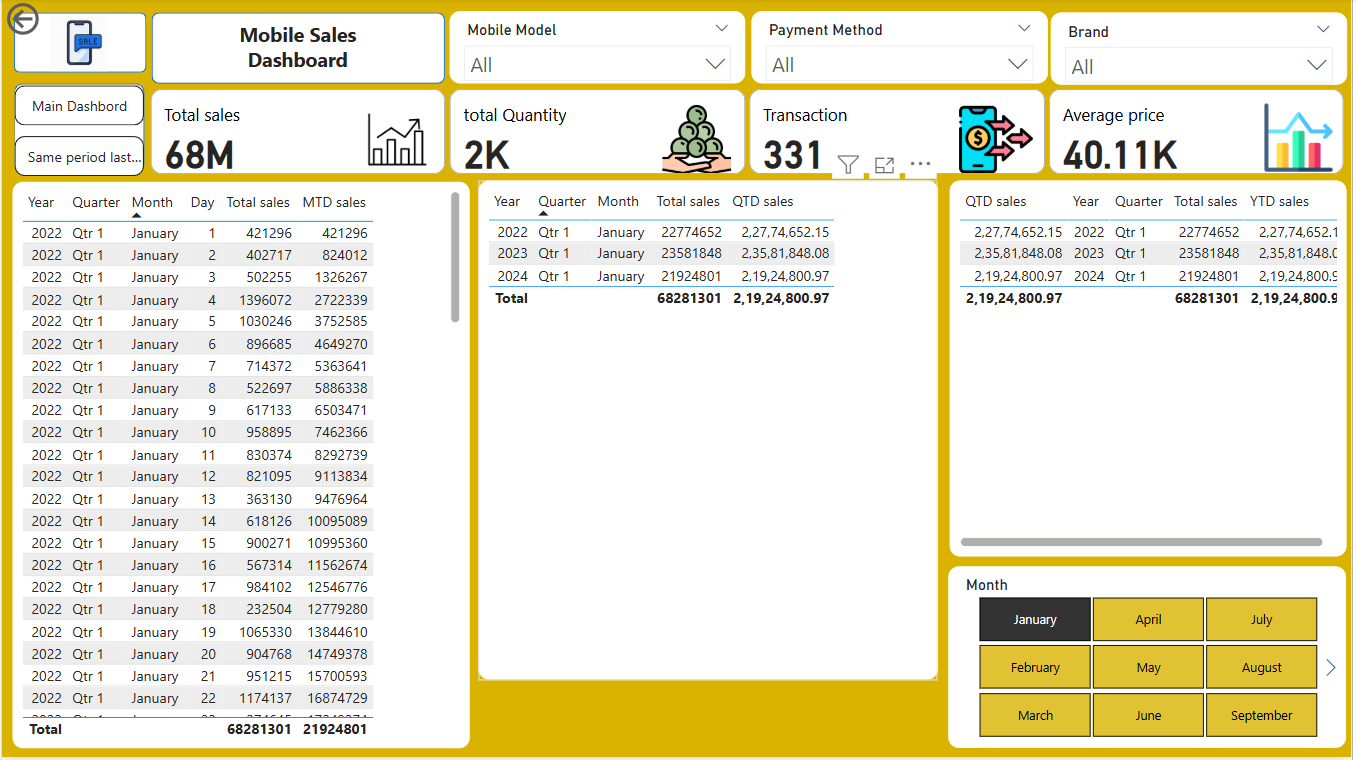 SALE
Mobile Sales
Dashboard
Mobile Model
All
Payment Method
All
Brand
All
Main Dashbord
Same period last...
Total sales
68M
total Quantity
2K
Transaction
331
Average price
40.11K
Year Quarter Month Day Total sales MTD sales
2022 Qtr 1 January 1 421296 421296
2022 Qtr 1 January 2 402717 824012
2022 Qtr 1 January 3 502255 1326267
2022 Qtr 1 January 4 1396072 2722339
2022 Qtr 1 January 5 1030246 3752585
2022 Qtr 1 January 6 896685 4649270
2022 Qtr 1 January 7 714372 5363641
2022 Qtr 1 January 8 522697 5886338
2022 Qtr 1 January 9 617133 6503471
2022 Qtr 1 January 10 958895 7462366
2022 Qtr 1 January 11 830374 8292739
2022 Qtr 1 January 12 821095 9113834
2022 Qtr 1 January 13 363130 9476964
2022 Qtr 1 January 14 618126 10095089
2022 Qtr 1 January 15 900271 10995360
2022 Qtr 1 January 16 567314 11562674
2022 Qtr 1 January 17 984102 12546776
2022 Qtr 1 January 18 232504 12779280
2022 Qtr 1 January 19 1065330 13844610
2022 Qtr 1 January 20 904768 14749378
2022 Qtr 1 January 21 951215 15700593
2022 Qtr 1 January 22 1174137 16874729
Total 68281301 21924801
Year Quarter Month Total sales QTD sales
2022 Qtr 1 January 22774652 2,27,74,652.15
2023 Qtr 1 January 23581848 2,35,81,848.08
2024 Qtr 1 January 21924801 2,19,24,800.97
Total 68281301 2,19,24,800.97
QTD sales Year Quarter Total sales YTD sales
2,27,74,652.15 2022 Qtr 1 22774652 2,27,74,652.1
2,35,81,848.08 2023 Qtr 1 23581848 2,35,81,848.0
2,19,24,800.97 2024 Qtr 1 21924801 2,19,24,800.9
2,19,24,800.97 68281301 2,19,24,800.9
Month
January April July
February May August
March June September